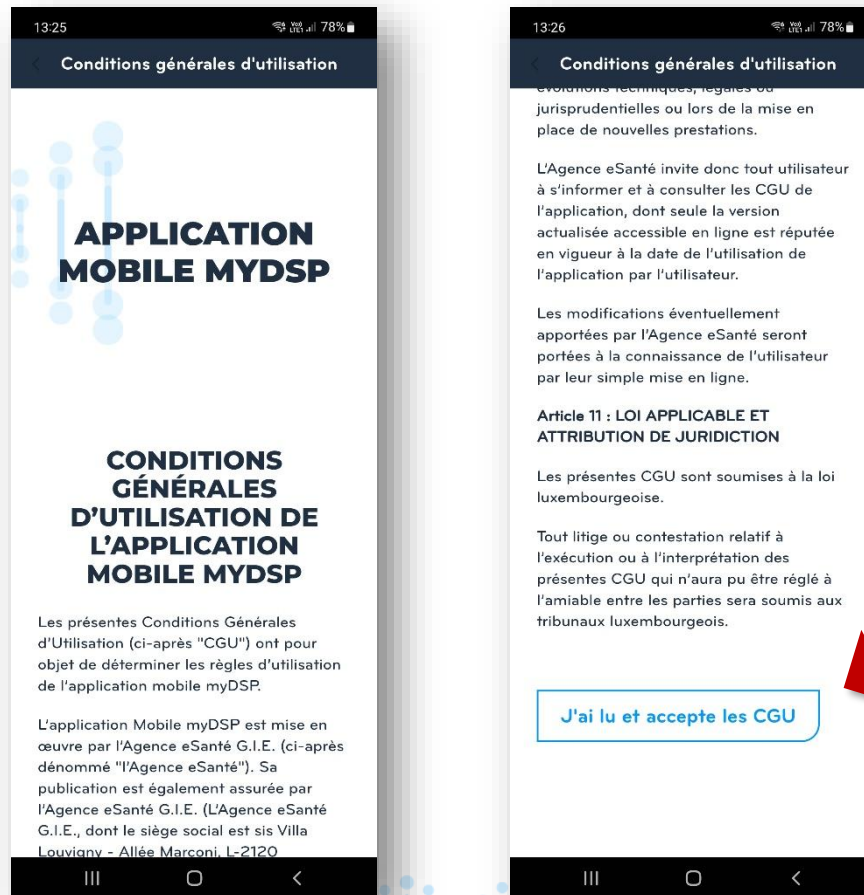 13:25
78%
Conditions générales d'utilisation
APPLICATION
MOBILE MYDSP
CONDITIONS
GÉNÉRALES
D'UTILISATION DE
L'APPLICATION
MOBILE MYDSP
Les présentes Conditions Générales
d'Utilisation (ci-après "CGU") ont pour
objet de déterminer les règles d'utilisation
de l'application mobile myDSP.
L'application Mobile myDSP est mise en
œuvre par l'Agence eSanté G.I.E. (ci-après
dénommé "l'Agence eSanté"). Sa
publication est également assurée par
l'Agence eSanté G.I.E. (L'Agence eSanté
G.I.E., dont le siège social est sis Villa
Louvigny - Allée Marconi, L-2120
13:26
78%
Conditions générales d'utilisation
évolutions techniques, légales ou
jurisprudentielles ou lors de la mise en
place de nouvelles prestations.
L'Agence eSanté invite donc tout utilisateur
à s'informer et à consulter les CGU de
l'application, dont seule la version
actualisée accessible en ligne est réputée
en vigueur à la date de l'utilisation de
l'application par l'utilisateur.
Les modifications éventuellement
apportées par l'Agence eSanté seront
portées à la connaissance de l'utilisateur
par leur simple mise en ligne.
Article 11 : LOI APPLICABLE ET
ATTRIBUTION DE JURIDICTION
Les présentes CGU sont soumises à la loi
luxembourgeoise.
Tout litige ou contestation relatif à
l'exécution ou à l'interprétation des
présentes CGU qui n'aura pu être réglé à
l'amiable entre les parties sera soumis aux
tribunaux luxembourgeois.
J'ai lu et accepte les CGU